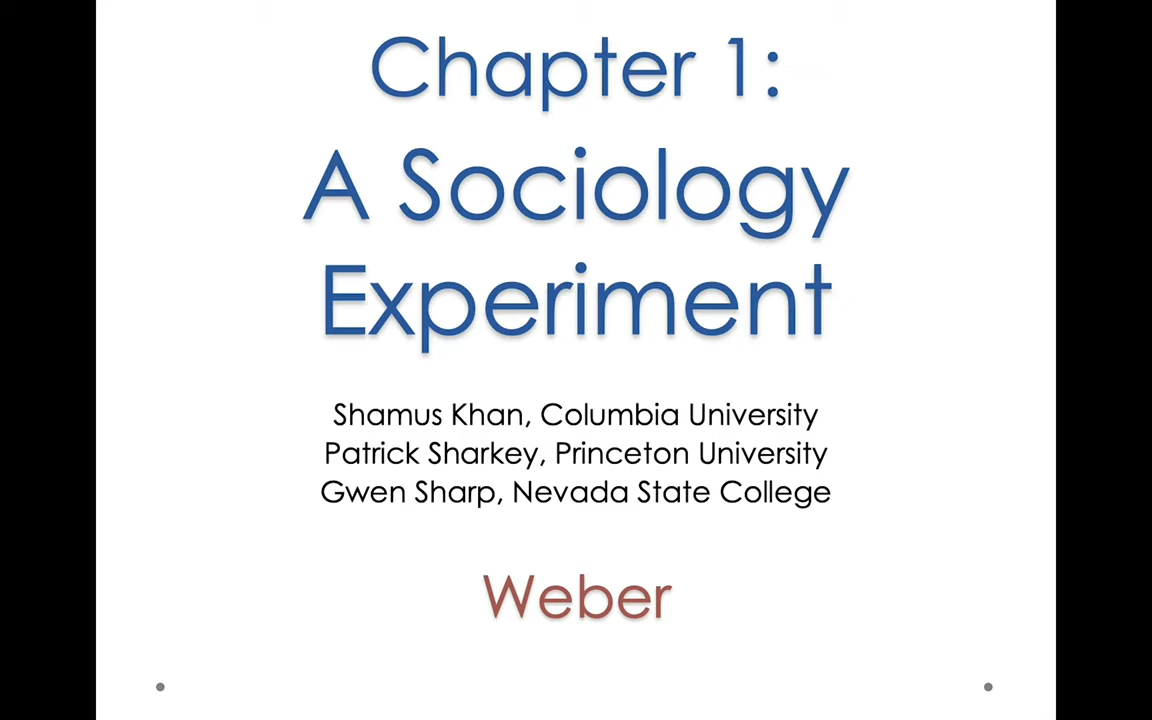 Chapter 1:
A Sociology
Experiment
Shamus Khan, Columbia University
Patrick Sharkey, Princeton University
Gwen Sharp, Nevada State College
Weber